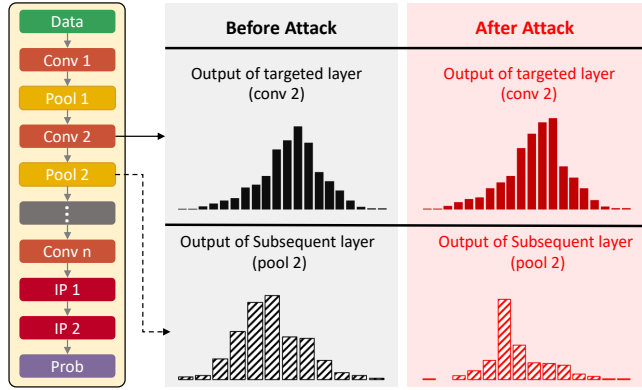 Data
Conv 1
Pool 1
Conv 2
Pool 2
Conv n
IP 1
IP 2
Prob
Before Attack
After Attack
Output of targeted layer
(conv 2)
Output of targeted layer
(conv 2)
Output of Subsequent layer
(pool 2)
Output of Subsequent layer
(pool 2)